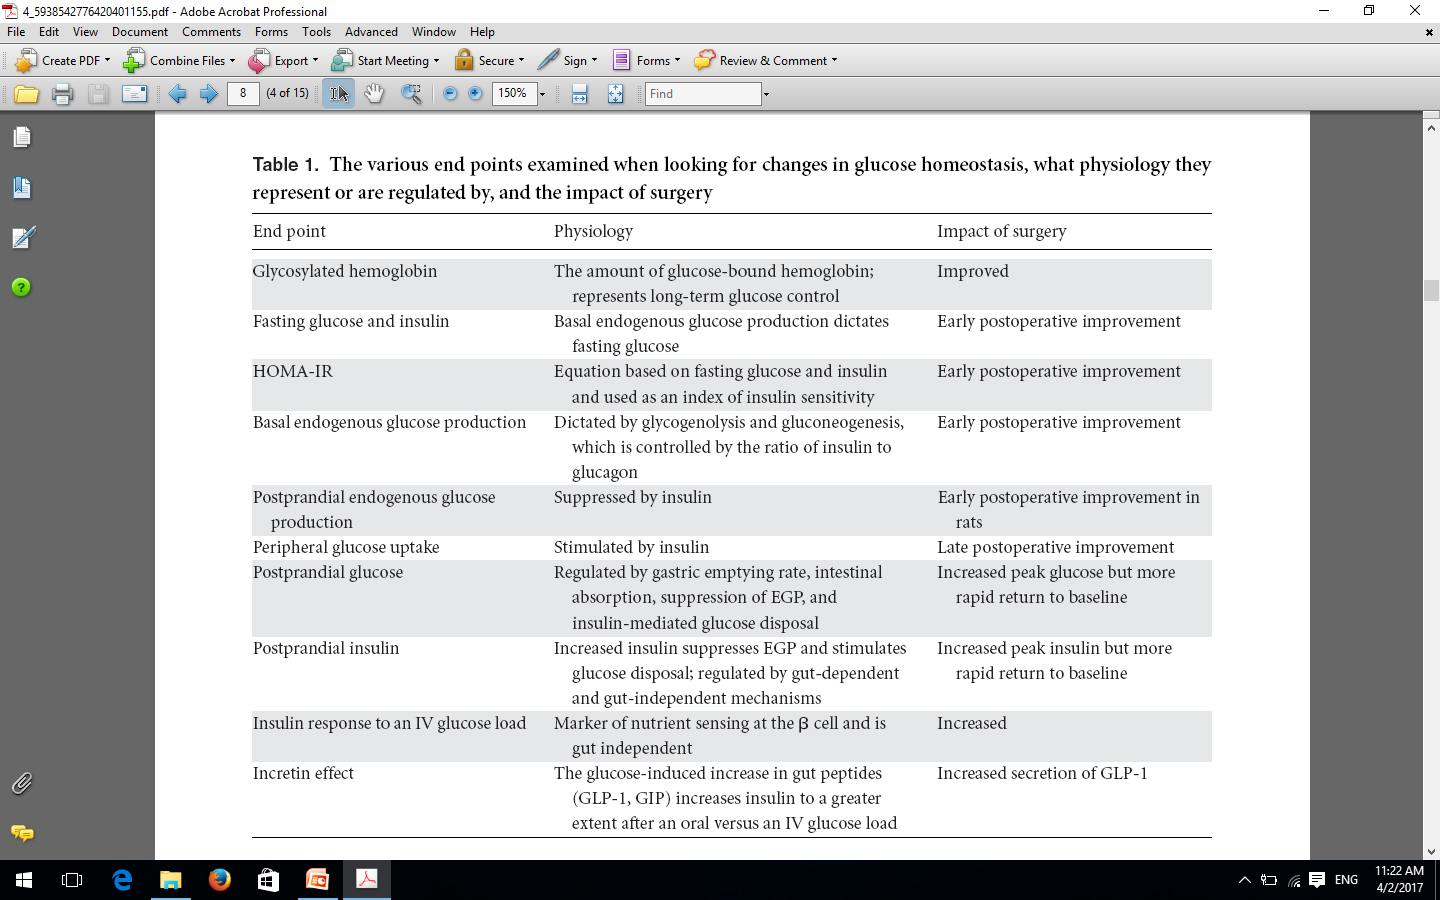 4_5938542776420401155.pdf - Adobe Acrobat Professional
File Edit View Document Comments Forms Tools Advanced Window Help
Create PDF Combine Files Export Start Meeting Secure Sign Forms Review & Comment
8 (4 of 15) 150% Find
Table 1. The various end points examined when looking for changes in glucose homeostasis, what physiology they
represent or are regulated by, and the impact of surgery
End point Physiology Impact of surgery
Glycosylated hemoglobin The amount of glucose-bound hemoglobin; Improved
represents long-term glucose control
Fasting glucose and insulin Basal endogenous glucose production dictates Early postoperative improvement
fasting glucose
HOMA-IR Equation based on fasting glucose and insulin Early postoperative improvement
and used as an index of insulin sensitivity
Basal endogenous glucose production Dictated by glycogenolysis and gluconeogenesis, Early postoperative improvement
which is controlled by the ratio of insulin to
glucagon
Postprandial endogenous glucose Suppressed by insulin Early postoperative improvement in
production rats
Peripheral glucose uptake Stimulated by insulin Late postoperative improvement
Postprandial glucose Regulated by gastric emptying rate, intestinal Increased peak glucose but more
absorption, suppression of EGP, and rapid return to baseline
insulin-mediated glucose disposal
Postprandial insulin Increased insulin suppresses EGP and stimulates Increased peak insulin but more
glucose disposal; regulated by gut-dependent rapid return to baseline
and gut-independent mechanisms
Insulin response to an IV glucose load Marker of nutrient sensing at the β cell and is Increased
gut independent
Incretin effect The glucose-induced increase in gut peptides Increased secretion of GLP-1
(GLP-1, GIP) increases insulin to a greater
extent after an oral versus an IV glucose load
ENG 11:22 AM
4/2/2017